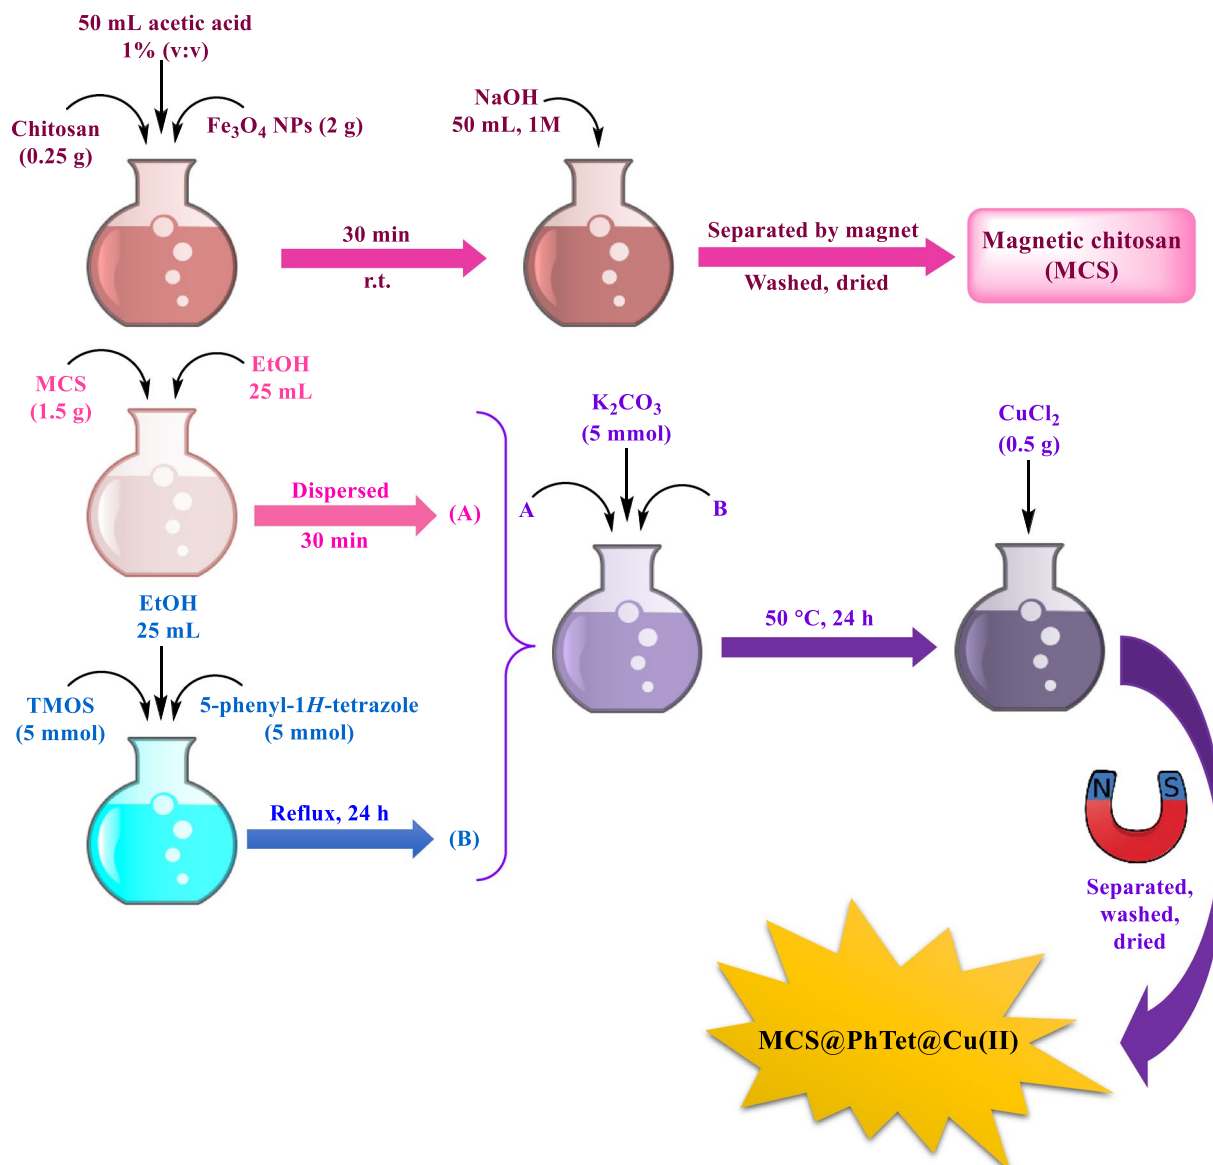 50 mL acetic acid
1% (v:v)
Chitosan
(0.25 g)
Fe₃O₄ NPs (2 g)
NaOH
50 mL, 1M
30 min
r.t.
Separated by magnet
Washed, dried
Magnetic chitosan
(MCS)
MCS
(1.5 g)
EtOH
25 mL
Dispersed
30 min
(A)
K₂CO₃
(5 mmol)
A
B
CuCl₂
(0.5 g)
EtOH
25 mL
TMOS
(5 mmol)
5-phenyl-1H-tetrazole
(5 mmol)
Reflux, 24 h
(B)
50 °C, 24 h
N
S
Separated,
washed,
dried
MCS@PhTet@Cu(II)